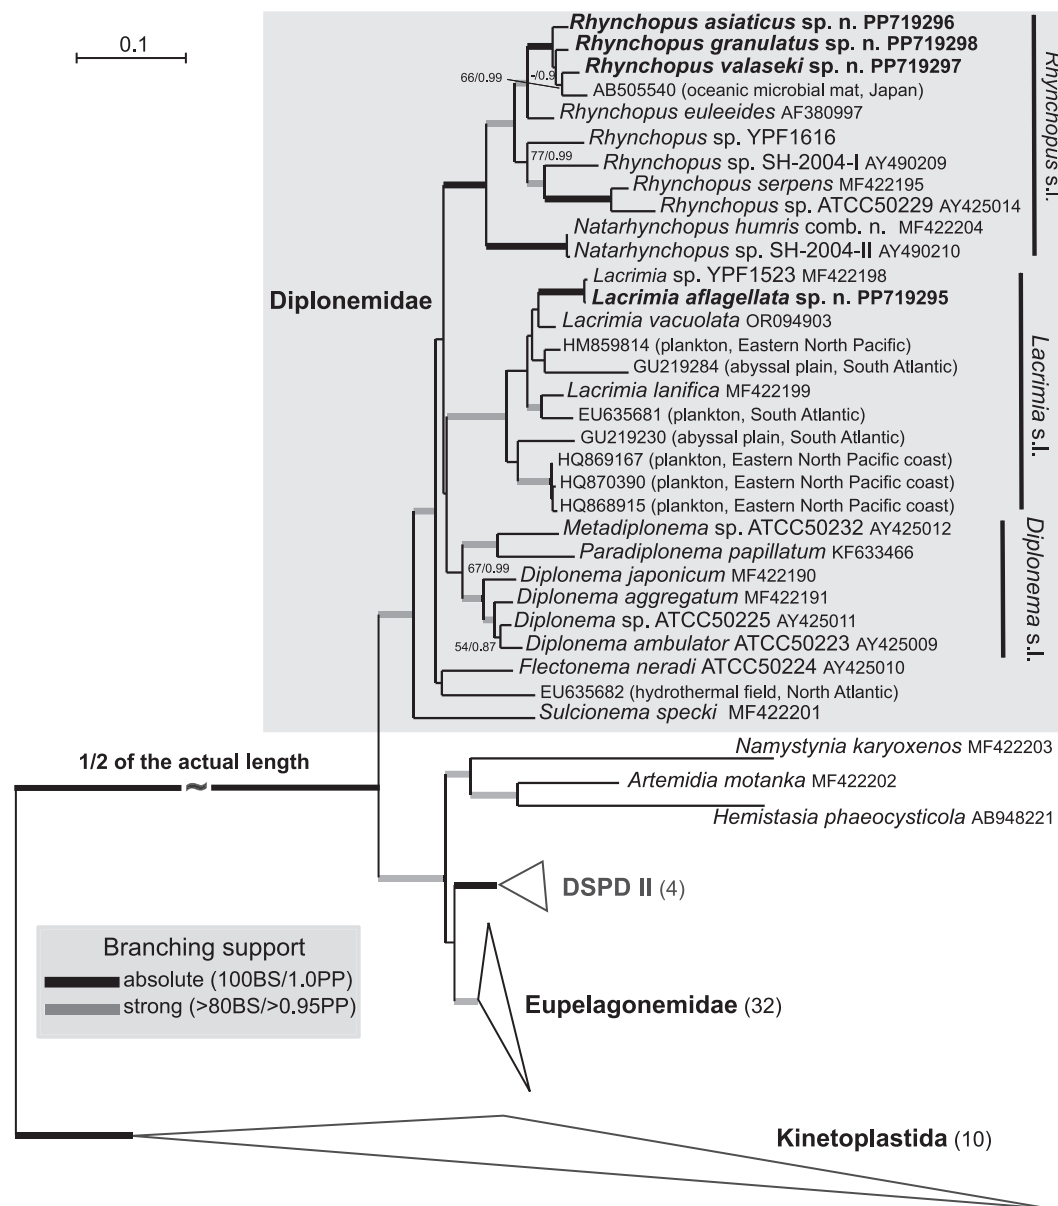 0.1
Rhynchopus asiaticus sp. n. PP719296
Rhynchopus granulatus sp. n. PP719298
Rhynchopus valaseki sp. n. PP719297
66/0.99
-/0.9
AB505540 (oceanic microbial mat, Japan)
Rhynchopus euleeides AF380997
Rhynchopus sp. YPF1616
77/0.99
Rhynchopus sp. SH-2004-I AY490209
Rhynchopus serpens MF422195
Rhynchopus sp. ATCC50229 AY425014
Natarhynchopus humris comb. n. MF422204
Natarhynchopus sp. SH-2004-II AY490210
Rhynchopus s.l.
Diplonemidae
Lacrimia sp. YPF1523 MF422198
Lacrimia aflagellata sp. n. PP719295
Lacrimia vacuolata OR094903
HM859814 (plankton, Eastern North Pacific)
GU219284 (abyssal plain, South Atlantic)
Lacrimia lanifica MF422199
EU635681 (plankton, South Atlantic)
GU219230 (abyssal plain, South Atlantic)
HQ869167 (plankton, Eastern North Pacific coast)
HQ870390 (plankton, Eastern North Pacific coast)
HQ868915 (plankton, Eastern North Pacific coast)
Lacrimia s.l.
Metadiplonema sp. ATCC50232 AY425012
Paradiplonema papillatum KF633466
67/0.99
Diplonema japonicum MF422190
Diplonema aggregatum MF422191
Diplonema sp. ATCC50225 AY425011
54/0.87
Diplonema ambulator ATCC50223 AY425009
Diplonema s.l.
Flectonema neradi ATCC50224 AY425010
EU635682 (hydrothermal field, North Atlantic)
Sulcionema specki MF422201
1/2 of the actual length
≈
Namystynia karyoxenos MF422203
Artemidia motanka MF422202
Hemistasia phaeocysticola AB948221
DSPD II (4)
Branching support
absolute (100BS/1.0PP)
strong (>80BS/>0.95PP)
Eupelagonemidae (32)
Kinetoplastida (10)